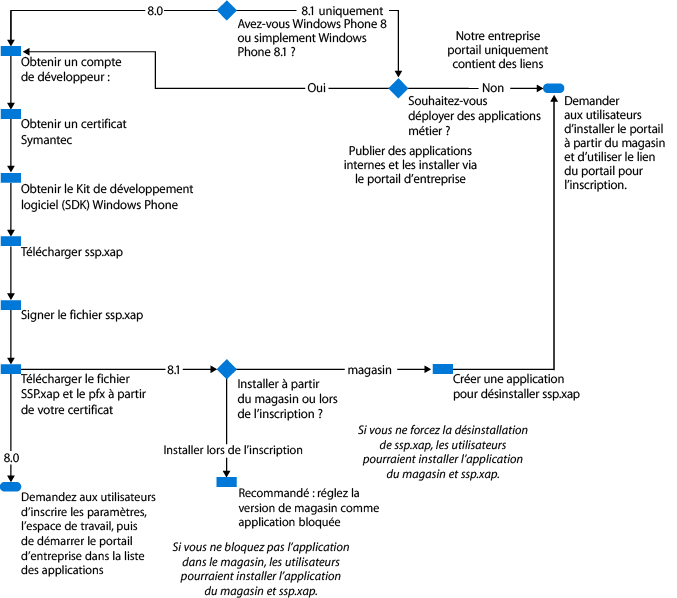 8.0
8.1 uniquement
Avez-vous Windows Phone 8
ou simplement Windows
Phone 8.1 ?
Notre entreprise
portail uniquement
contient des liens
Obtenir un compte
de développeur :
Oui
Non
Souhaitez-vous
déployer des applications
métier ?
Demander
aux utilisateurs
d’installer le portail
à partir du magasin
et d’utiliser le lien
du portail pour
l’inscription.
Obtenir un certificat
Symantec
Publier des applications
internes et les installer via
le portail d’entreprise
Obtenir le Kit de développement
logiciel (SDK) Windows Phone
Télécharger ssp.xap
Signer le fichier ssp.xap
8.1
magasin
Télécharger le fichier
SSP.xap et le pfx à partir
de votre certificat
Installer à partir
du magasin ou lors
de l’inscription ?
Créer une application
pour désinstaller ssp.xap
Si vous ne forcez la désinstallation
de ssp.xap, les utilisateurs
pourraient installer l’application
du magasin et ssp.xap.
Installer lors de l’inscription
8.0
Demandez aux utilisateurs
d’inscrire les paramètres,
l’espace de travail, puis
de démarrer le portail
d’entreprise dans la liste
des applications
Recommandé : réglez la
version de magasin comme
application bloquée
Si vous ne bloquez pas l’application
dans le magasin, les utilisateurs
pourraient installer l’application
du magasin et ssp.xap.